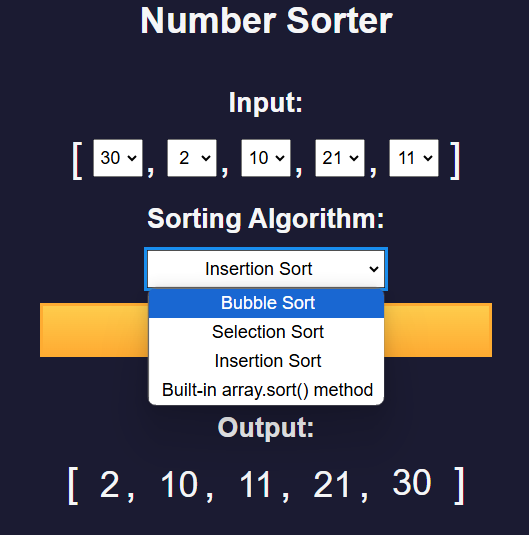 Number Sorter
Input:
[ 30, 2, 10, 21, 11 ]
Sorting Algorithm:
Insertion Sort
Bubble Sort
Selection Sort
Insertion Sort
Built-in array.sort() method
Output:
[ 2, 10, 11, 21, 30 ]